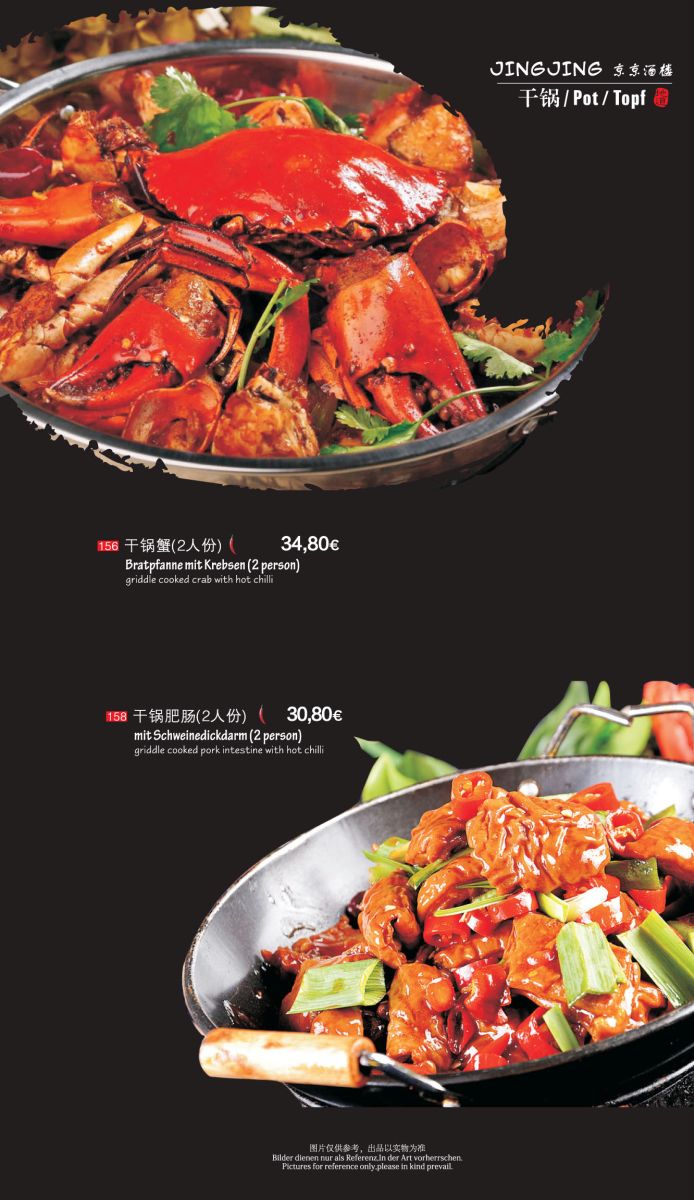 JINGJING 京京酒楼
干锅/Pot/Topf 地道
156 干锅蟹(2人份) 34,80€
Bratpfanne mit Krebsen (2 person)
griddle cooked crab with hot chilli
158 干锅肥肠(2人份) 30,80€
mit Schweinedickdarm (2 person)
griddle cooked pork intestine with hot chilli
图片仅供参考，出品以实物为准
Bilder dienen nur als Referenz,In der Art vorherrschen.
Pictures for reference only,please in kind prevail.